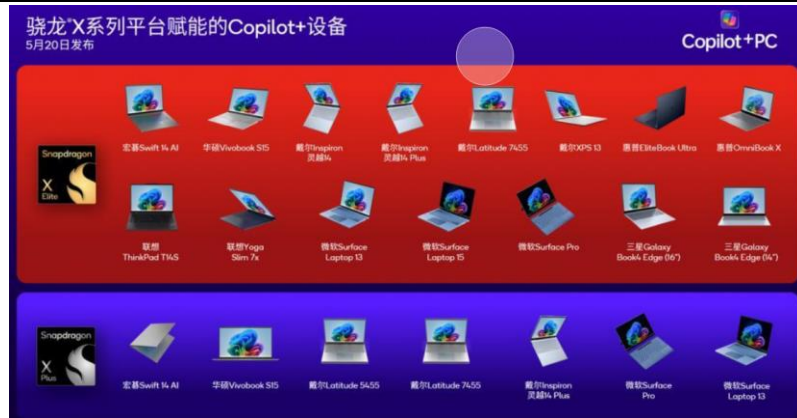 骁龙®X系列平台赋能的Copilot+设备
5月20日发布
Copilot+PC
Snapdragon
X
Elite
宏碁Swift 14 AI
华硕Vivobook S15
戴尔Inspiron
灵越14
戴尔Inspiron
灵越14 Plus
戴尔Latitude 7455
戴尔XPS 13
惠普EliteBook Ultra
惠普OmniBook X
联想
ThinkPad T14S
联想Yoga
Slim 7x
微软Surface
Laptop 13
微软Surface
Laptop 15
微软Surface Pro
三星Galaxy
Book4 Edge (16")
三星Galaxy
Book4 Edge (14")
Snapdragon
X
Plus
宏碁Swift 14 AI
华硕Vivobook S15
戴尔Latitude 5455
戴尔Latitude 7455
戴尔Inspiron
灵越14 Plus
微软Surface
Pro
微软Surface
Laptop 13